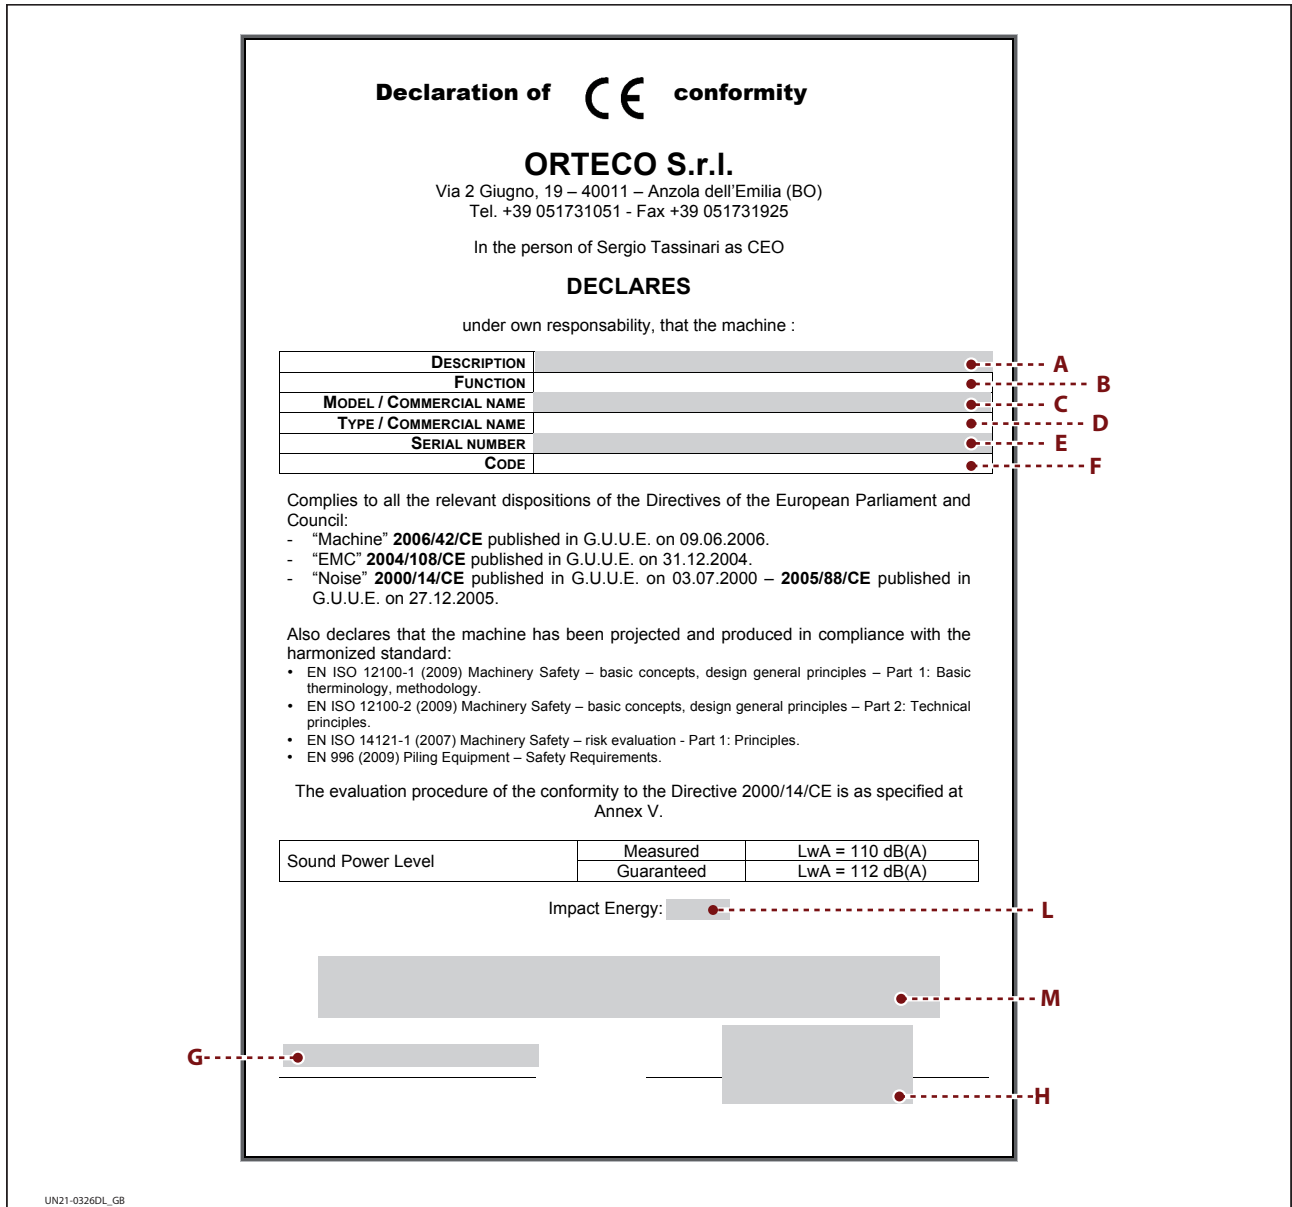 Declaration of CE conformity
ORTECO S.r.l.
Via 2 Giugno, 19 – 40011 – Anzola dell'Emilia (BO)
Tel. +39 051731051 - Fax +39 051731925
In the person of Sergio Tassinari as CEO
DECLARES
under own responsability, that the machine :
DESCRIPTION A
FUNCTION B
MODEL / COMMERCIAL NAME C
TYPE / COMMERCIAL NAME D
SERIAL NUMBER E
CODE F
Complies to all the relevant dispositions of the Directives of the European Parliament and
Council:
- “Machine” 2006/42/CE published in G.U.U.E. on 09.06.2006.
- “EMC” 2004/108/CE published in G.U.U.E. on 31.12.2004.
- “Noise” 2000/14/CE published in G.U.U.E. on 03.07.2000 – 2005/88/CE published in
G.U.U.E. on 27.12.2005.
Also declares that the machine has been projected and produced in compliance with the
harmonized standard:
• EN ISO 12100-1 (2009) Machinery Safety – basic concepts, design general principles – Part 1: Basic
therminology, methodology.
• EN ISO 12100-2 (2009) Machinery Safety – basic concepts, design general principles – Part 2: Technical
principles.
• EN ISO 14121-1 (2007) Machinery Safety – risk evaluation - Part 1: Principles.
• EN 996 (2009) Piling Equipment – Safety Requirements.
The evaluation procedure of the conformity to the Directive 2000/14/CE is as specified at
Annex V.
Sound Power Level Measured LwA = 110 dB(A)
Guaranteed LwA = 112 dB(A)
Impact Energy: L
M
G
H
UN21-0326DL_GB